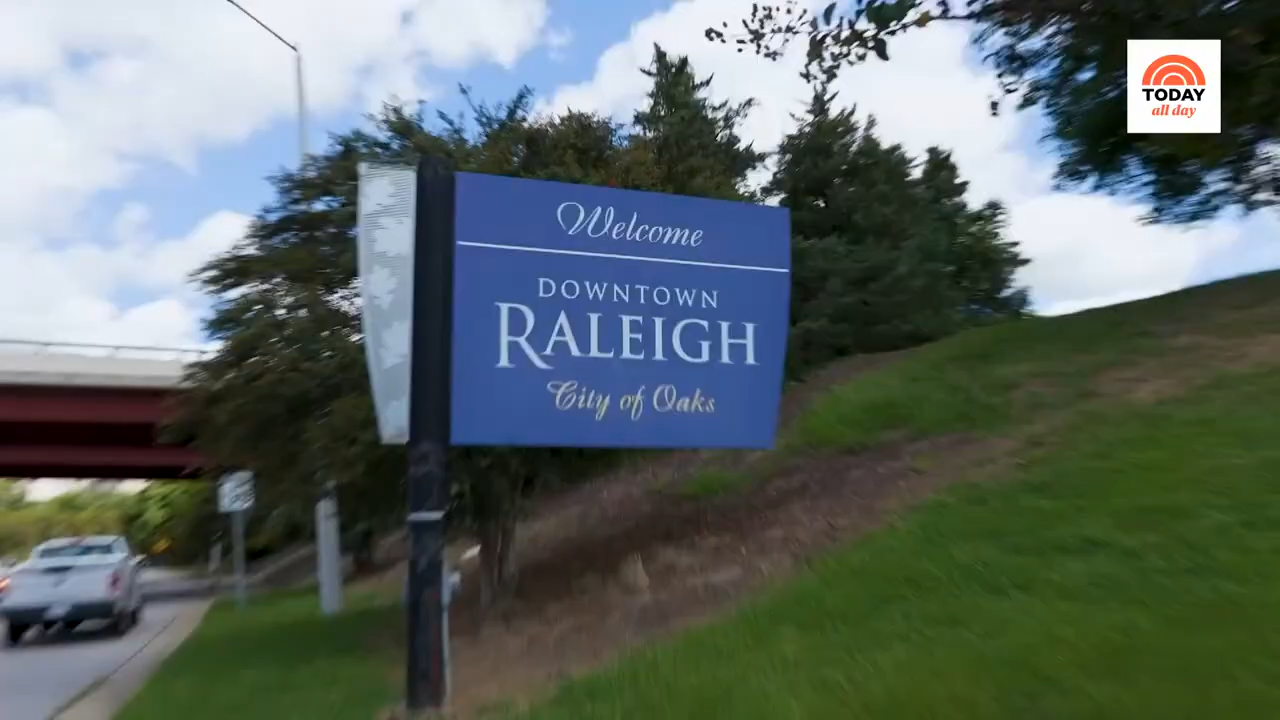 TODAY
all day
Welcome
DOWNTOWN
RALEIGH
City of Oaks